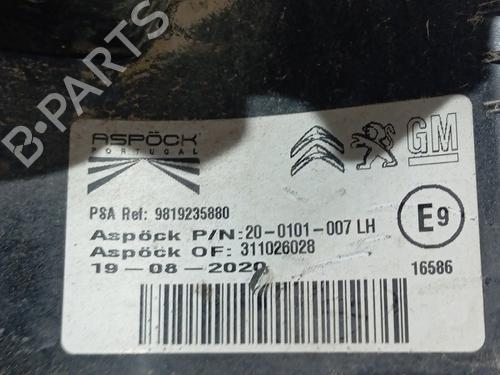 B-PARTS
ASPÖCK
PORTUGAL
GM
PSA Ref: 9819235880
Aspöck P/N:20-0101-007 LH
Aspöck OF: 311026028
19-08-2020
E9
16586